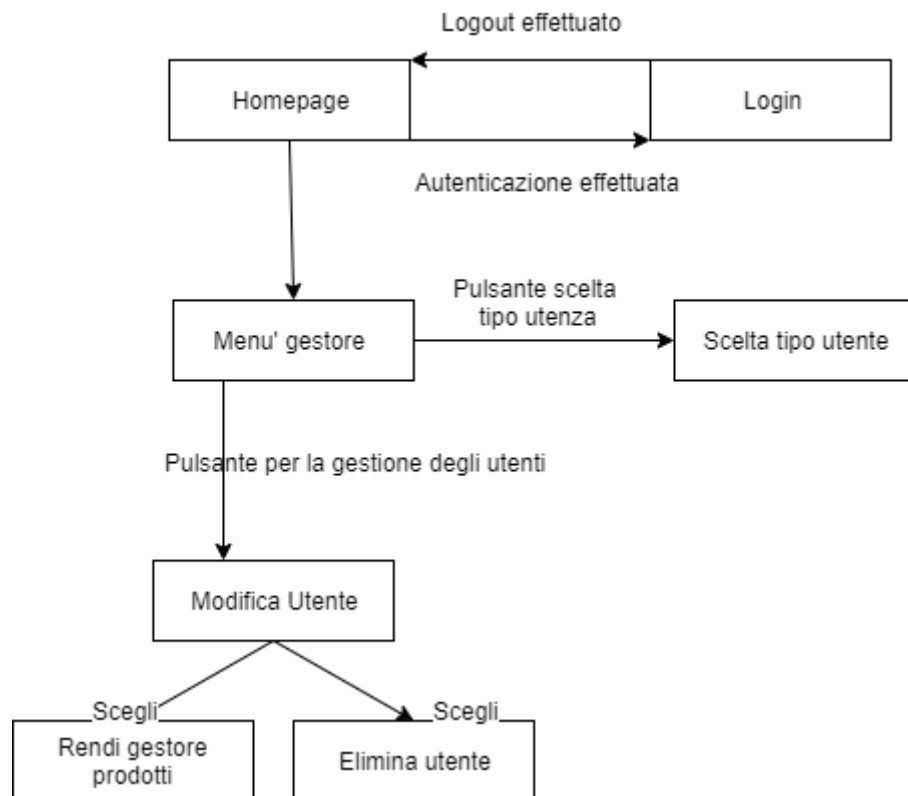 Logout effettuato
Homepage
Login
Autenticazione effettuata
Pulsante scelta
tipo utenza
Menu' gestore
Scelta tipo utente
Pulsante per la gestione degli utenti
Modifica Utente
Scegli
Scegli
Rendi gestore
prodotti
Elimina utente